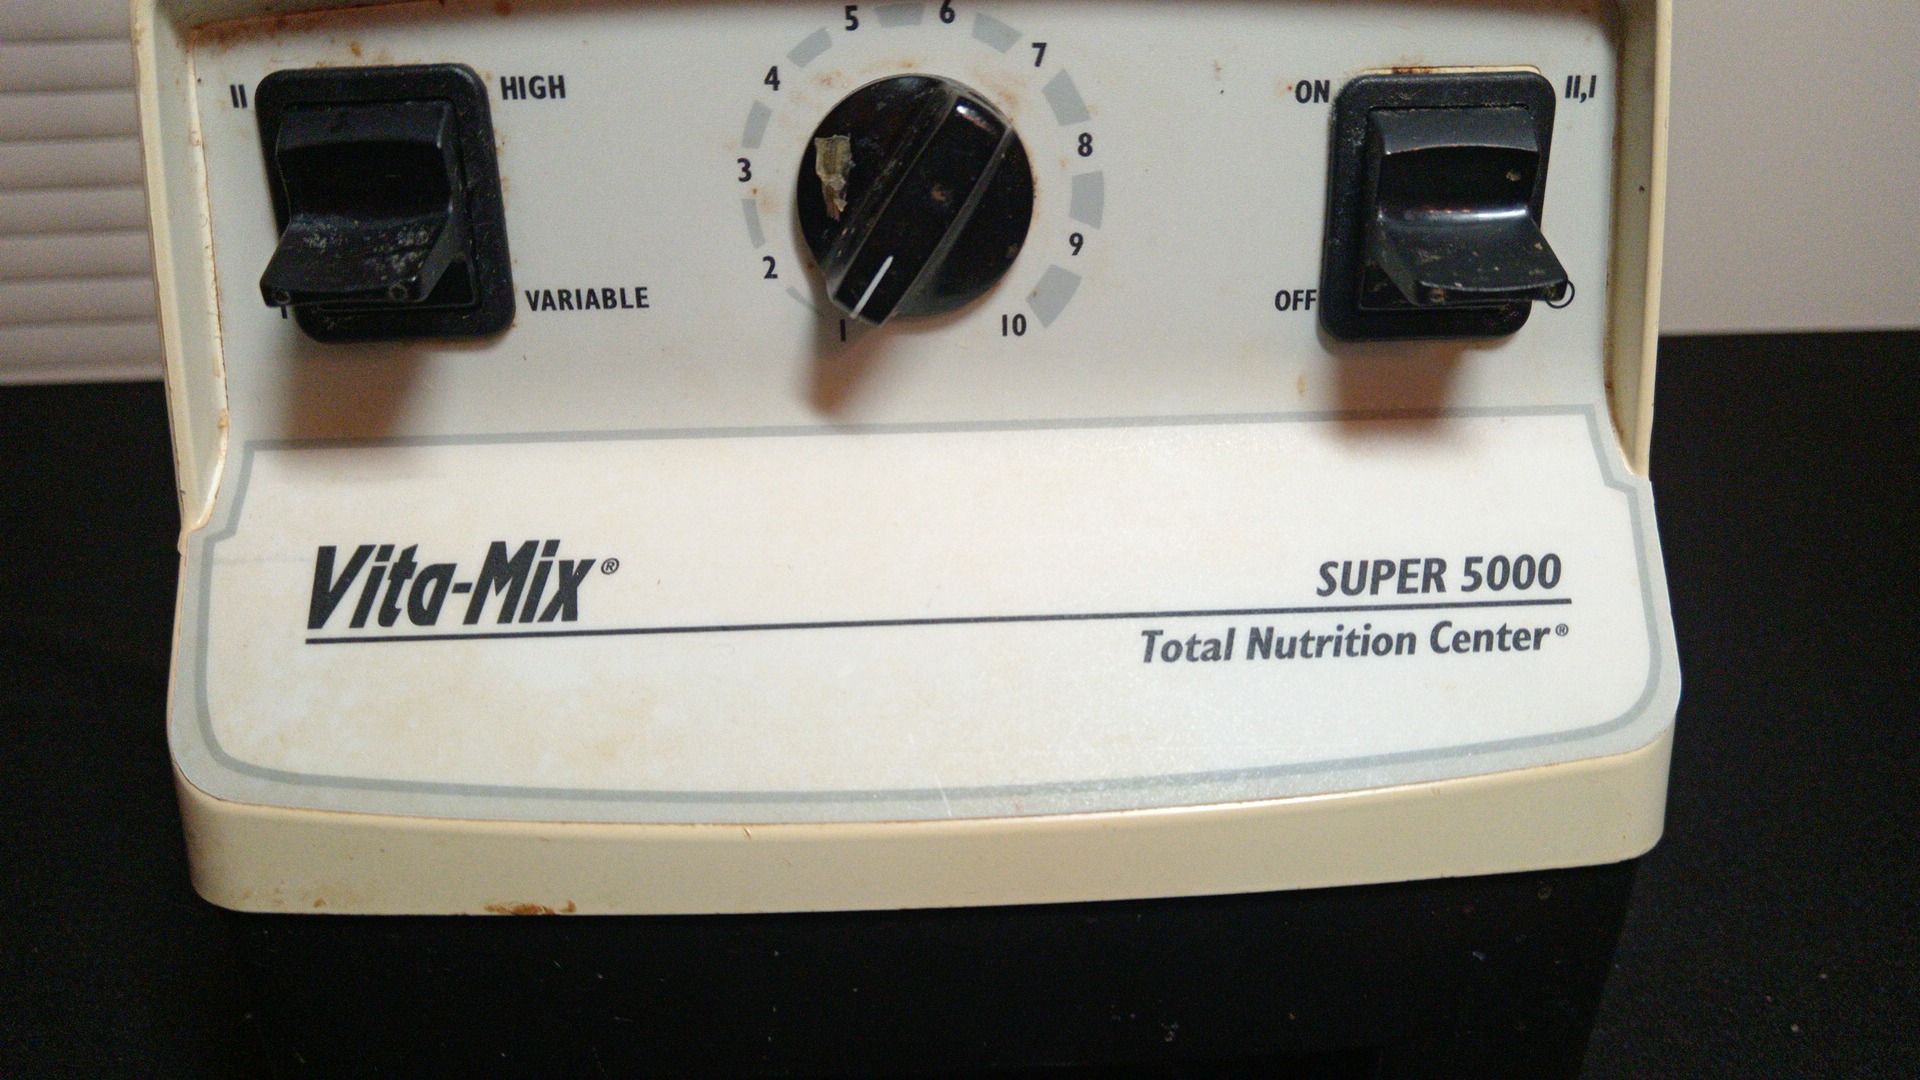 5 6
4 7
II HIGH ON II,I
3 8
2 9
I VARIABLE OFF O
1 10
Vita-Mix®
SUPER 5000
Total Nutrition Center®